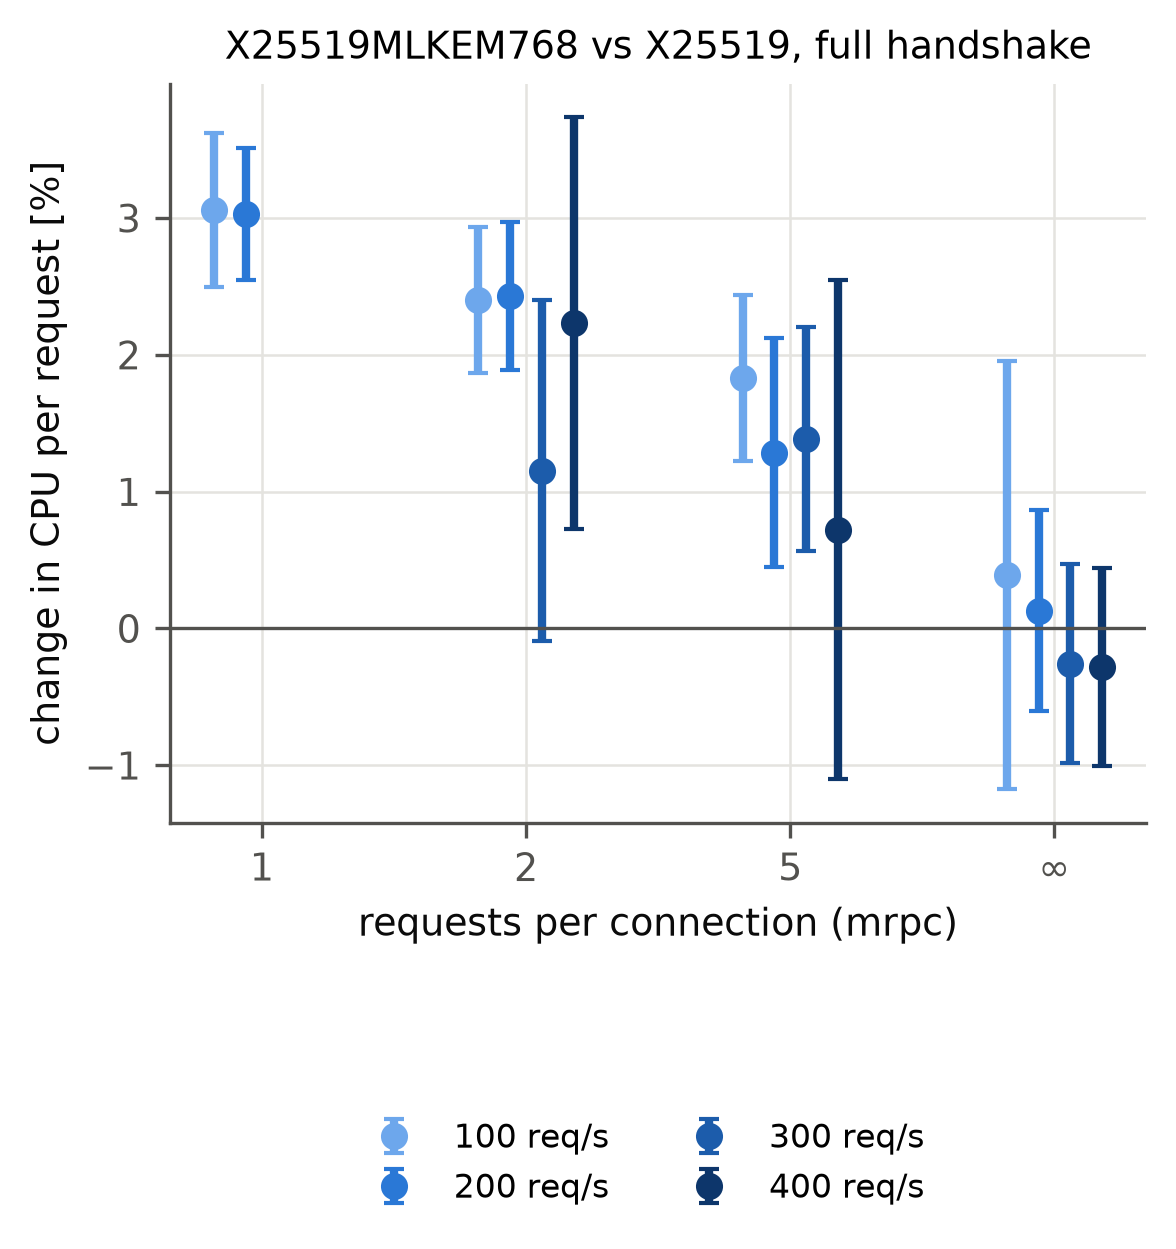 X25519MLKEM768 vs X25519, full handshake
change in CPU per request [%]
3
2
1
0
−1
1 2 5 ∞
requests per connection (mrpc)
100 req/s 300 req/s
200 req/s 400 req/s